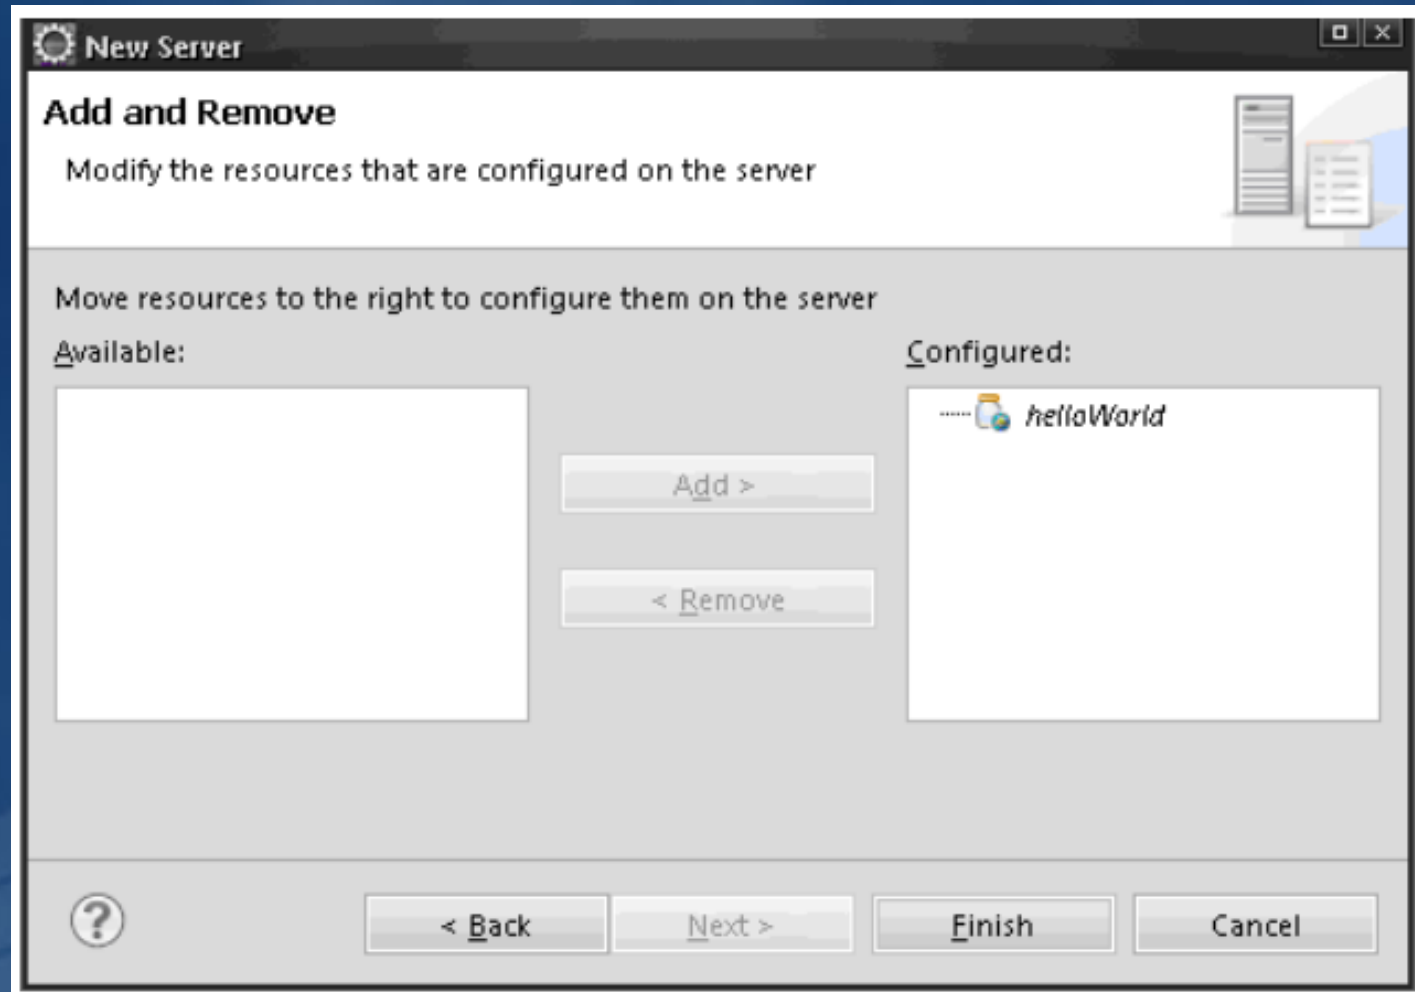 New Server
Add and Remove
Modify the resources that are configured on the server
Move resources to the right to configure them on the server
Available:
Configured:
helloWorld
Add >
< Remove
?
< Back
Next >
Finish
Cancel